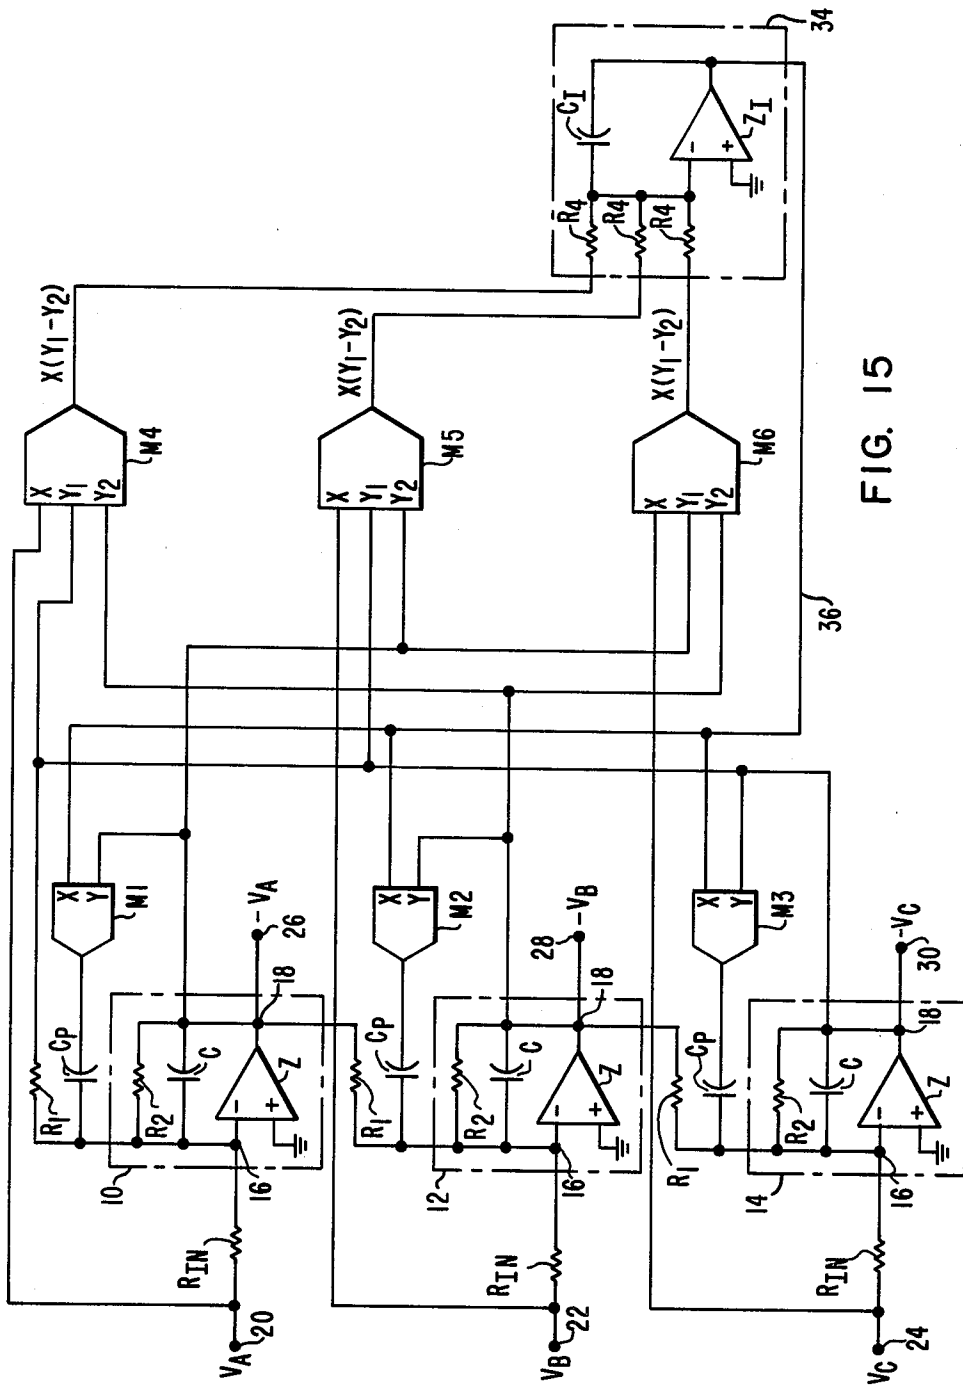 34
C_I
Z_I
-
+
R4
R4
R4
X(Y1-Y2)
X(Y1-Y2)
X(Y1-Y2)
M4
X
Y1
Y2
M5
X
Y1
Y2
M6
X
Y1
Y2
FIG. 15
36
M1
X
Y
M2
X
Y
M3
X
Y
-VA
26
-VB
28
-VC
30
R1
CP
R2
C
Z
-
+
18
16
10
R1
CP
R2
C
Z
-
+
18
16
12
R1
CP
R2
C
Z
-
+
18
16
14
RIN
RIN
RIN
VA
20
VB
22
VC
24